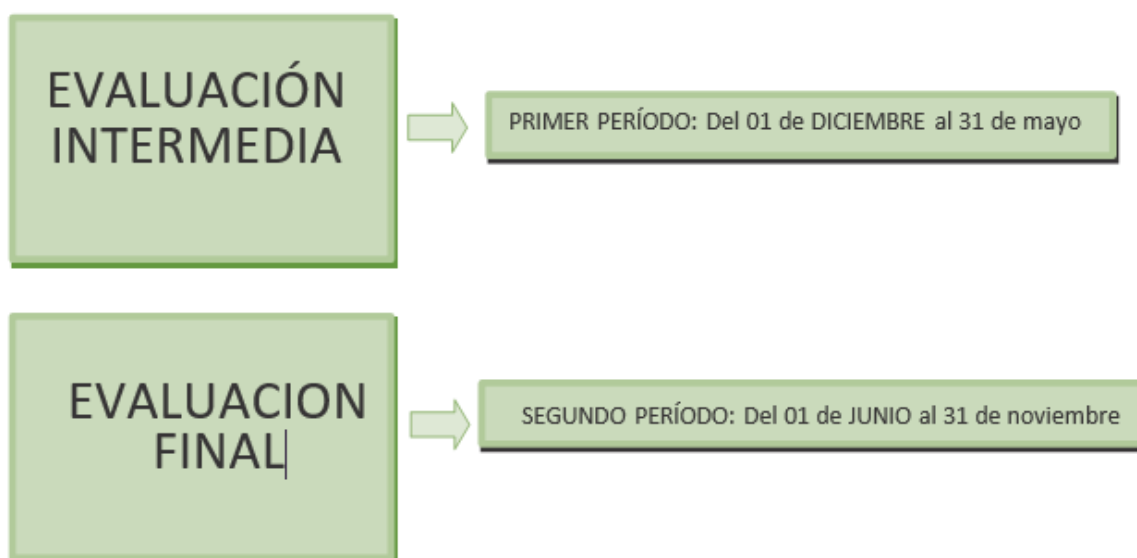 EVALUACIÓN
INTERMEDIA
PRIMER PERÍODO: Del 01 de DICIEMBRE al 31 de mayo
EVALUACION
FINAL
SEGUNDO PERÍODO: Del 01 de JUNIO al 31 de noviembre